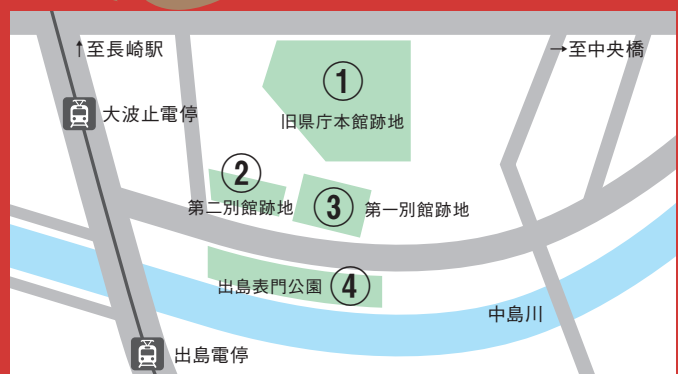 ↑至長崎駅
→至中央橋
大波止電停
①
旧県庁本館跡地
②
第二別館跡地
③
第一別館跡地
出島表門公園
④
中島川
出島電停